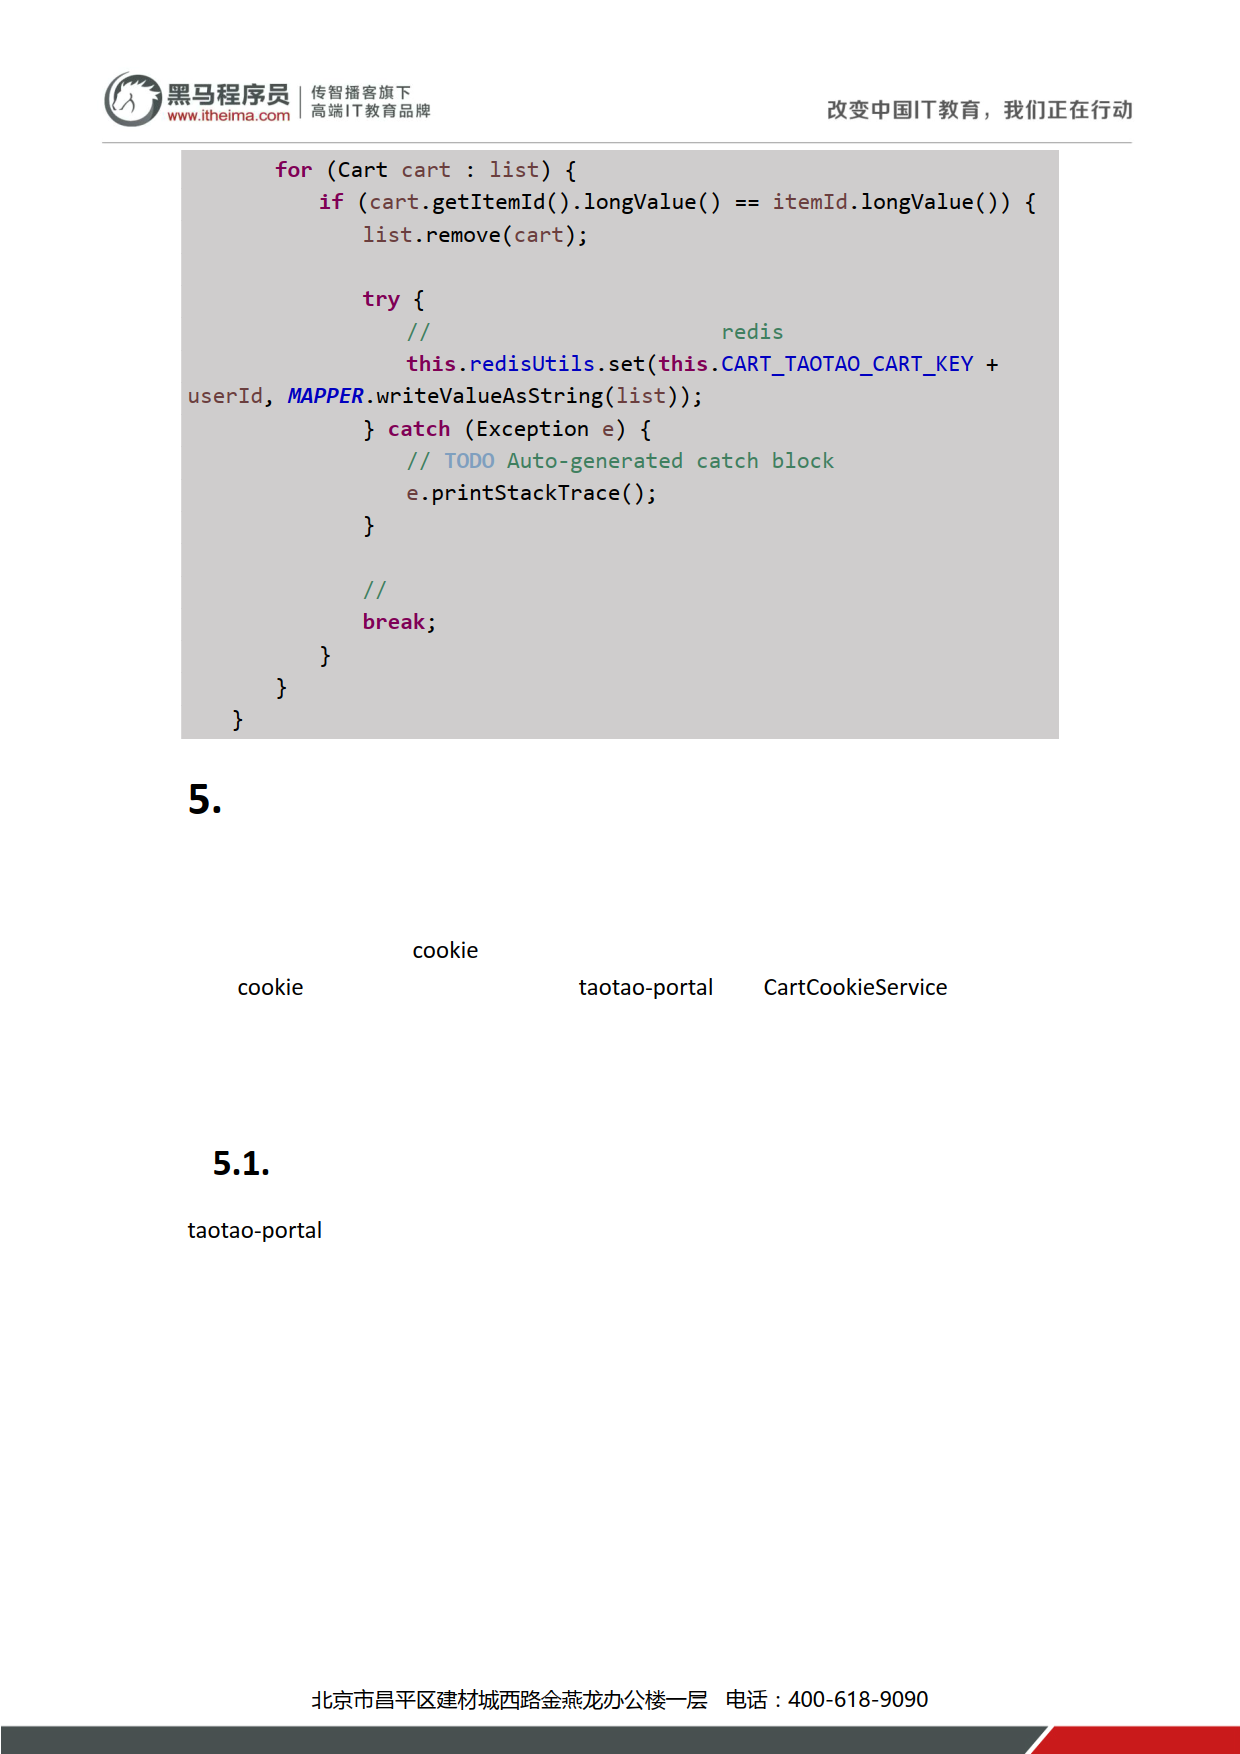 黑马程序员
www.itheima.com
传智播客旗下
高端IT教育品牌
改变中国IT教育，我们正在行动
for (Cart cart : list) {
if (cart.getItemId().longValue() == itemId.longValue()) {
list.remove(cart);
try {
// redis
this.redisUtils.set(this.CART_TAOTAO_CART_KEY +
userId, MAPPER.writeValueAsString(list));
} catch (Exception e) {
// TODO Auto-generated catch block
e.printStackTrace();
}
//
break;
}
}
}
5.
cookie
cookie taotao-portal CartCookieService
5.1.
taotao-portal
北京市昌平区建材城西路金燕龙办公楼一层 电话：400-618-9090